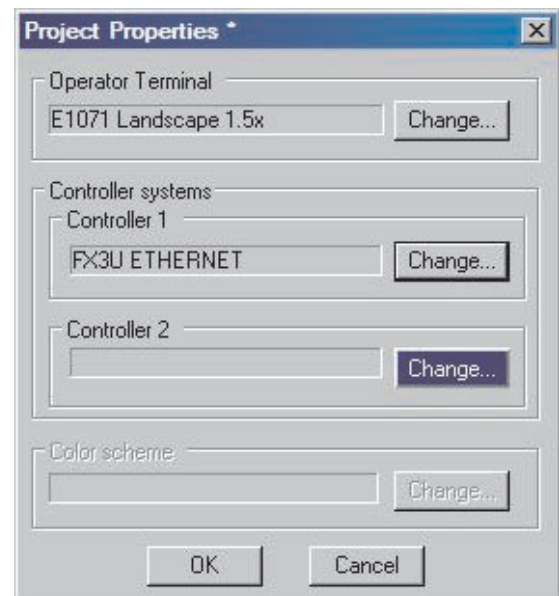 Project Properties *
Operator Terminal
E1071 Landscape 1.5x
Change...
Controller systems
Controller 1
FX3U ETHERNET
Change...
Controller 2
Change...
Color scheme
Change...
OK
Cancel